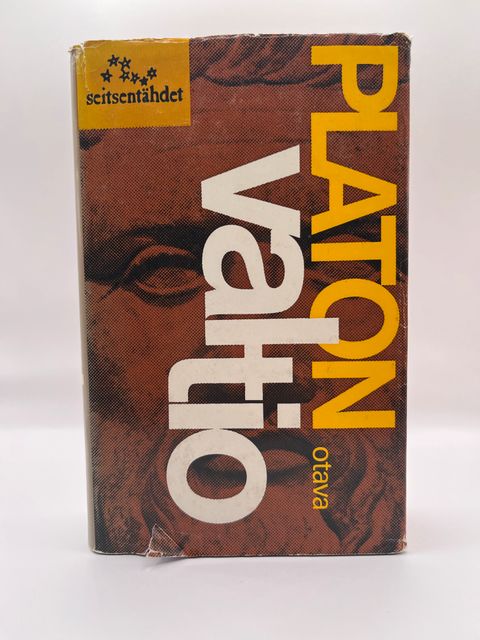 seitsentähdet
PLATON
valtio
otava